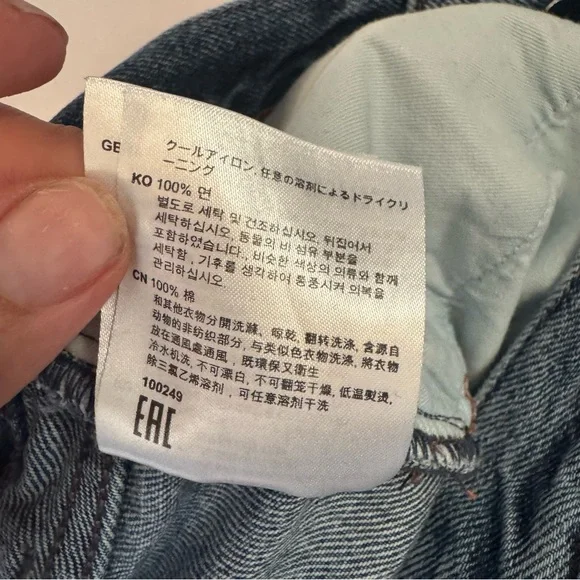 GE
クールアイロン, 任意の溶剤によるドライクリ
ーニング
KO 100% 면
별도로 세탁 및 건조하십시오. 뒤집어서
세탁하십시오, 동물의 비 섬유 부분을
포함하였습니다., 비슷한 색상의 의류와 함께
세탁함 , 기후를 생각하여 통풍시켜 의복을
관리하십시오
CN 100% 棉
和其他衣物分開洗滌, 晾乾, 翻转洗涤, 含源自
动物的非纺织部分, 与类似色衣物洗涤, 將衣物
放在通風處通风 , 既環保又衛生
冷水机洗, 不可漂白, 不可翻笼干燥, 低温熨烫,
除三氯乙烯溶剂 , 可任意溶剂干洗
100249
EAC